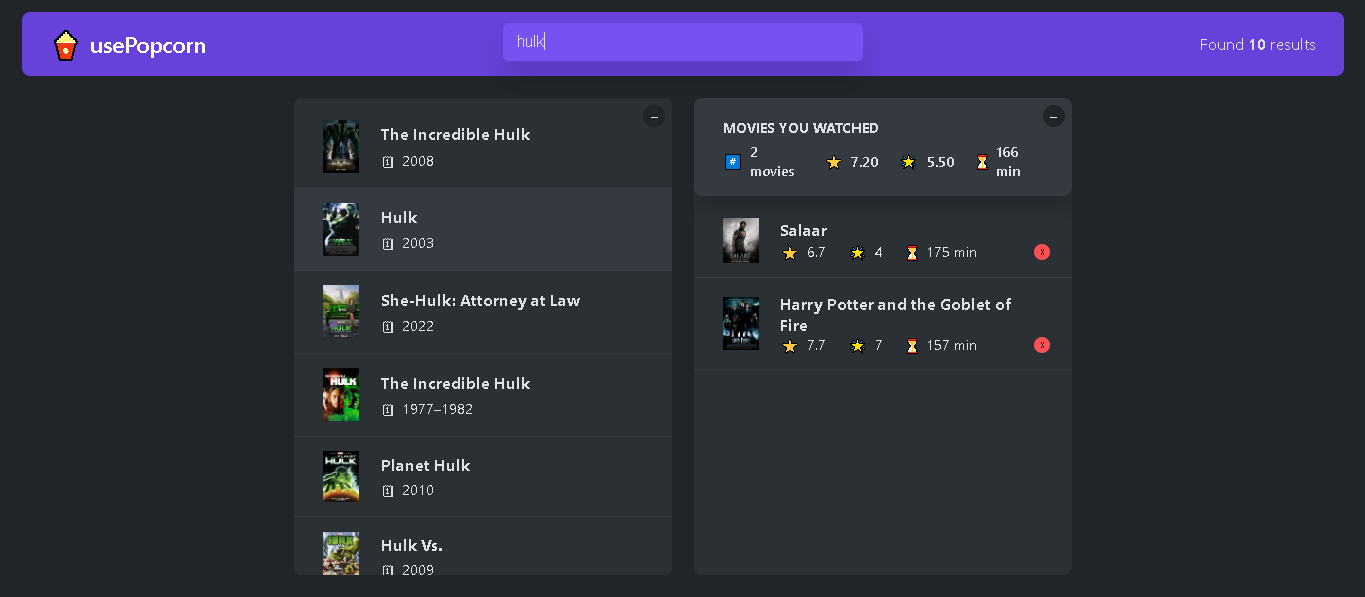 usePopcorn
hulk
Found 10 results
–
The Incredible Hulk
2008
Hulk
2003
She-Hulk: Attorney at Law
2022
The Incredible Hulk
1977–1982
Planet Hulk
2010
Hulk Vs.
2009
–
MOVIES YOU WATCHED
#
2
movies
7.20
5.50
166
min
Salaar
6.7
4
175 min
X
Harry Potter and the Goblet of
Fire
7.7
7
157 min
X